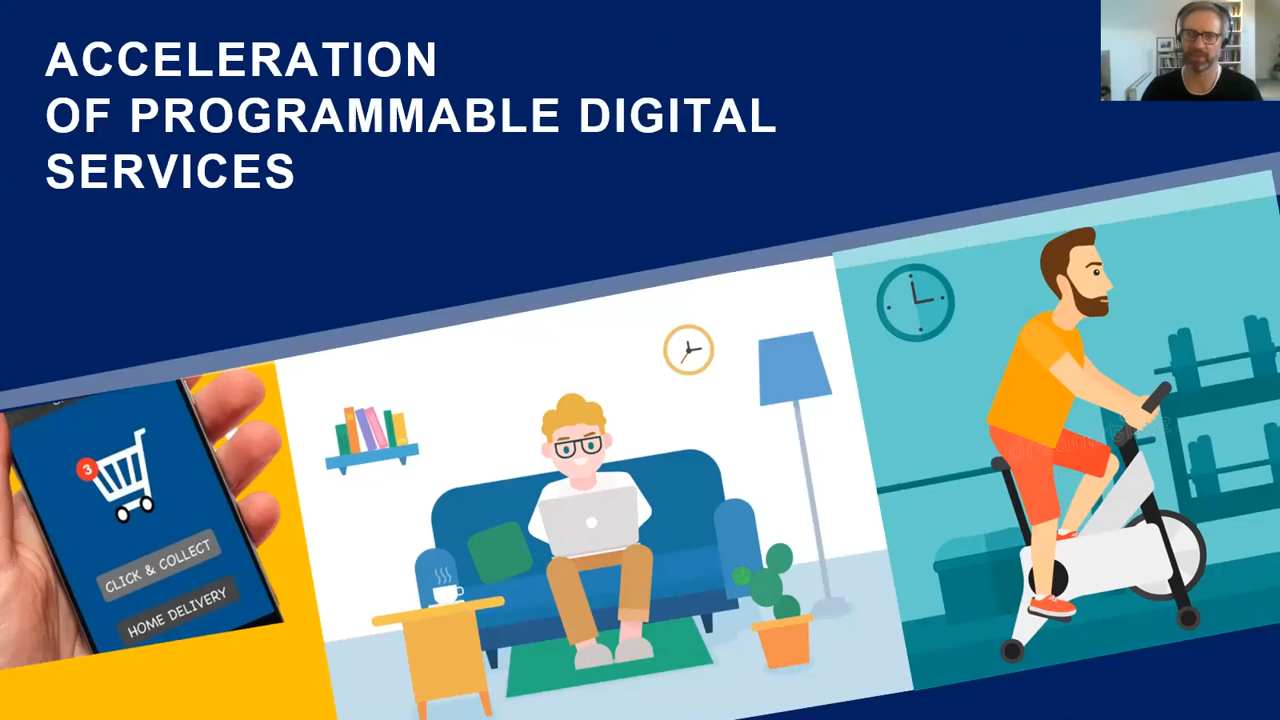 ACCELERATION
OF PROGRAMMABLE DIGITAL
SERVICES
3
CLICK & COLLECT
HOME DELIVERY